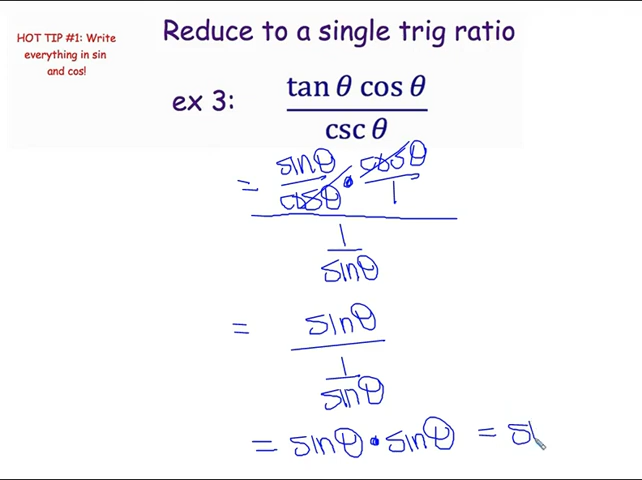 HOT TIP #1: Write
everything in sin
and cos!
Reduce to a single trig ratio
ex 3:
tan θ cos θ
csc θ
= sinθ/cosθ • cosθ/1
1
sinθ
= sinθ
1
sinθ
= sinθ • sinθ = si